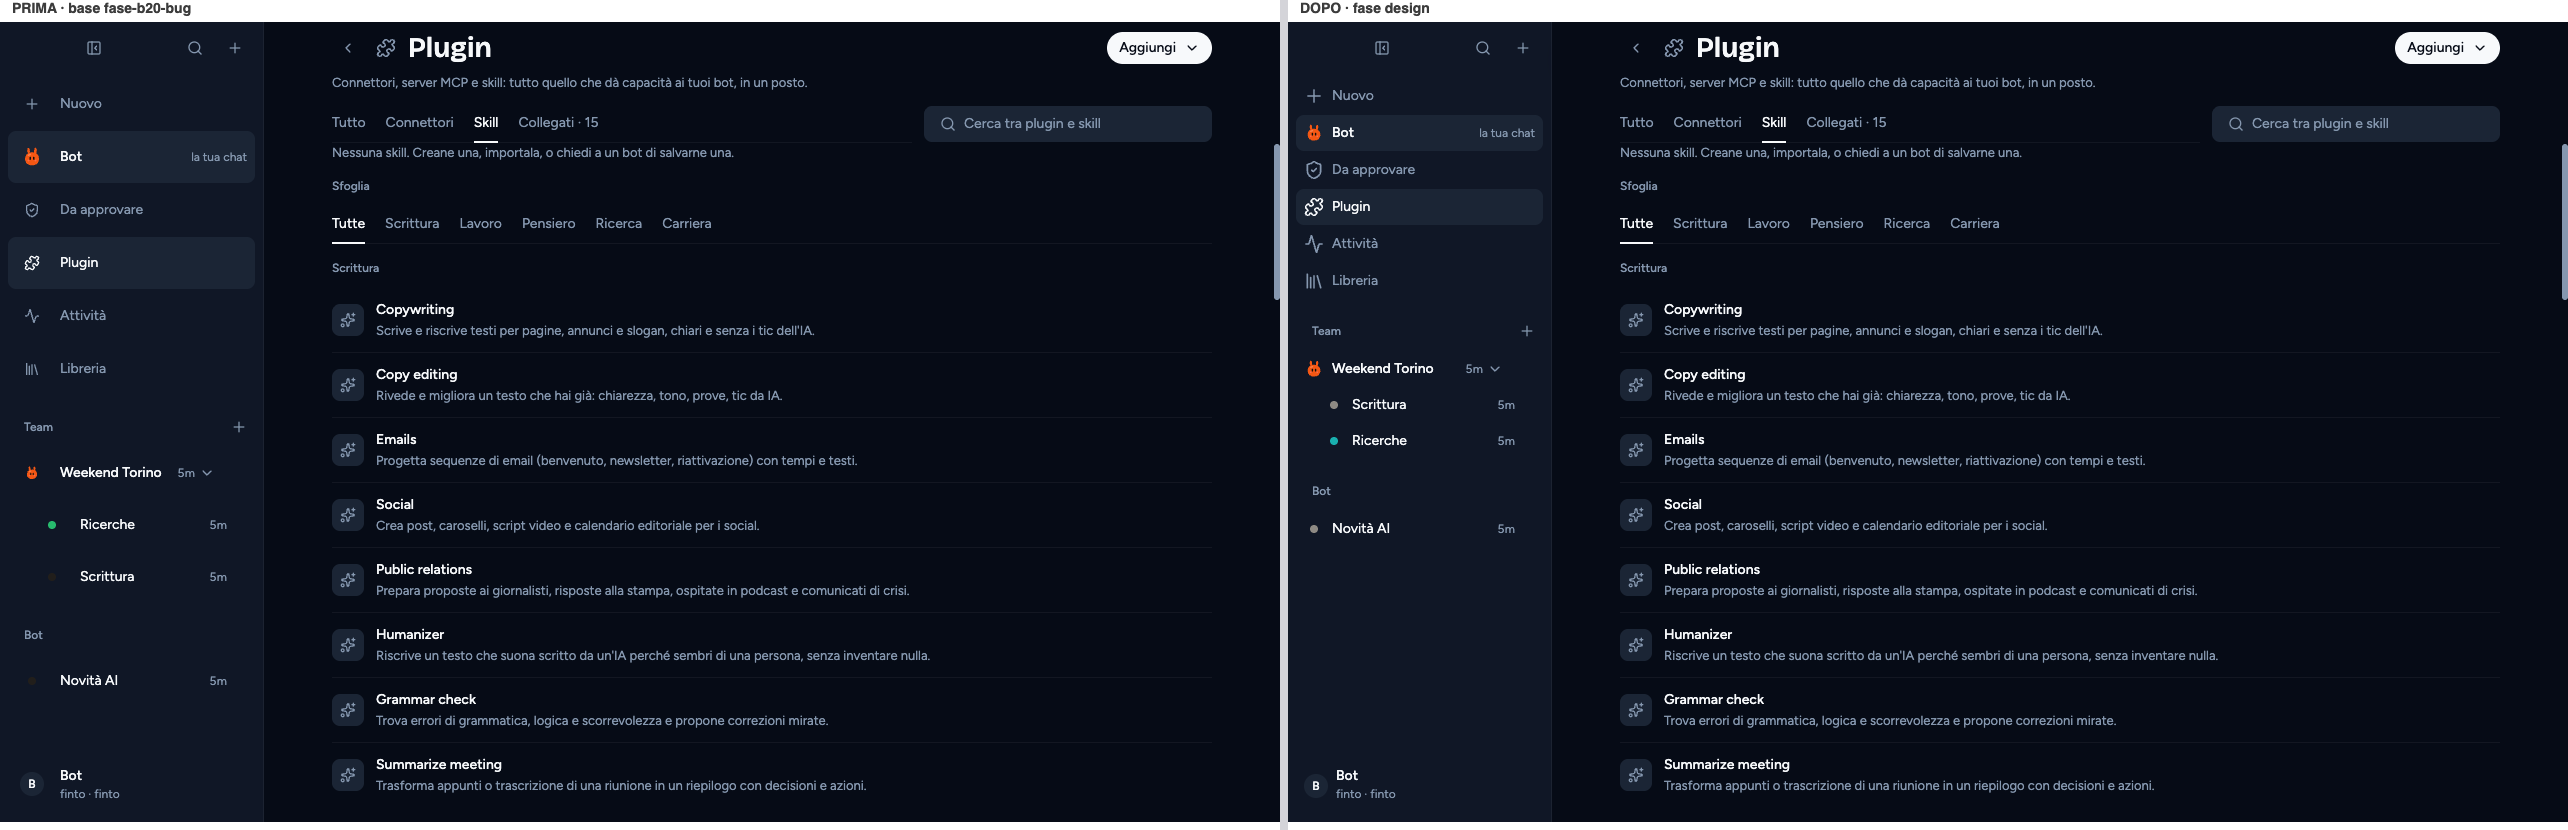 PRIMA · base fase-b20-bug
Nuovo
Bot la tua chat
Da approvare
Plugin
Attività
Libreria
Team
Weekend Torino 5m
Ricerche 5m
Scrittura 5m
Bot
Novità AI 5m
B
Bot
finto · finto
Plugin
Aggiungi
Connettori, server MCP e skill: tutto quello che dà capacità ai tuoi bot, in un posto.
Tutto Connettori Skill Collegati · 15
Cerca tra plugin e skill
Nessuna skill. Creane una, importala, o chiedi a un bot di salvarne una.
Sfoglia
Tutte Scrittura Lavoro Pensiero Ricerca Carriera
Scrittura
Copywriting
Scrive e riscrive testi per pagine, annunci e slogan, chiari e senza i tic dell'IA.
Copy editing
Rivede e migliora un testo che hai già: chiarezza, tono, prove, tic da IA.
Emails
Progetta sequenze di email (benvenuto, newsletter, riattivazione) con tempi e testi.
Social
Crea post, caroselli, script video e calendario editoriale per i social.
Public relations
Prepara proposte ai giornalisti, risposte alla stampa, ospitate in podcast e comunicati di crisi.
Humanizer
Riscrive un testo che suona scritto da un'IA perché sembri di una persona, senza inventare nulla.
Grammar check
Trova errori di grammatica, logica e scorrevolezza e propone correzioni mirate.
Summarize meeting
Trasforma appunti o trascrizione di una riunione in un riepilogo con decisioni e azioni.
DOPO · fase design
Nuovo
Bot la tua chat
Da approvare
Plugin
Attività
Libreria
Team
Weekend Torino 5m
Scrittura 5m
Ricerche 5m
Bot
Novità AI 5m
B
Bot
finto · finto
Plugin
Aggiungi
Connettori, server MCP e skill: tutto quello che dà capacità ai tuoi bot, in un posto.
Tutto Connettori Skill Collegati · 15
Cerca tra plugin e skill
Nessuna skill. Creane una, importala, o chiedi a un bot di salvarne una.
Sfoglia
Tutte Scrittura Lavoro Pensiero Ricerca Carriera
Scrittura
Copywriting
Scrive e riscrive testi per pagine, annunci e slogan, chiari e senza i tic dell'IA.
Copy editing
Rivede e migliora un testo che hai già: chiarezza, tono, prove, tic da IA.
Emails
Progetta sequenze di email (benvenuto, newsletter, riattivazione) con tempi e testi.
Social
Crea post, caroselli, script video e calendario editoriale per i social.
Public relations
Prepara proposte ai giornalisti, risposte alla stampa, ospitate in podcast e comunicati di crisi.
Humanizer
Riscrive un testo che suona scritto da un'IA perché sembri di una persona, senza inventare nulla.
Grammar check
Trova errori di grammatica, logica e scorrevolezza e propone correzioni mirate.
Summarize meeting
Trasforma appunti o trascrizione di una riunione in un riepilogo con decisioni e azioni.